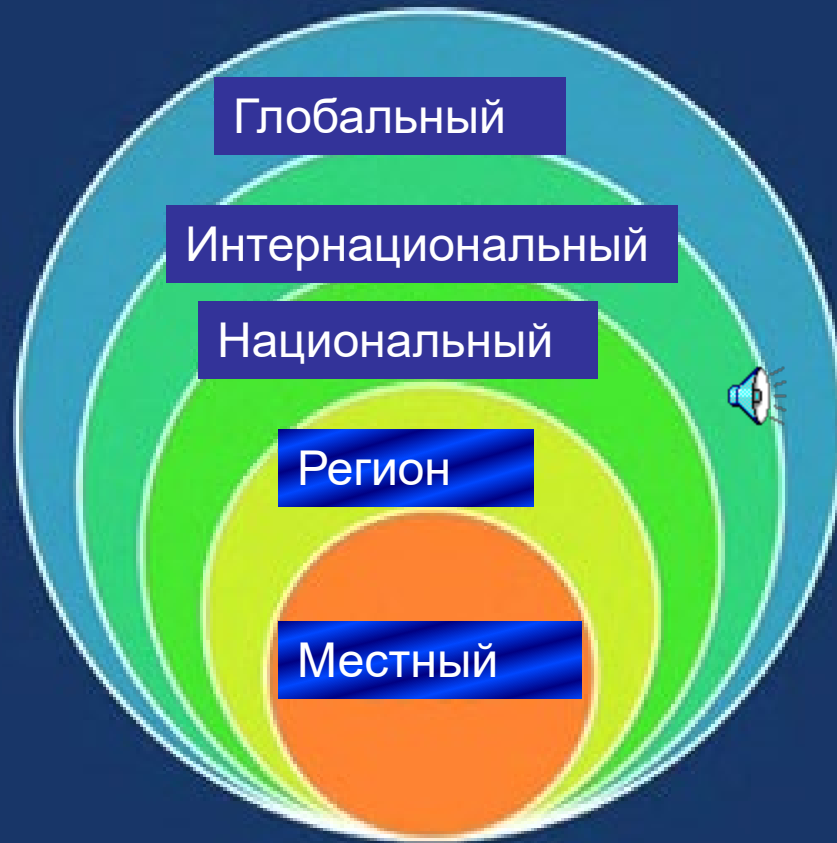 Глобальный
Интернациональный
Национальный
Регион
Местный